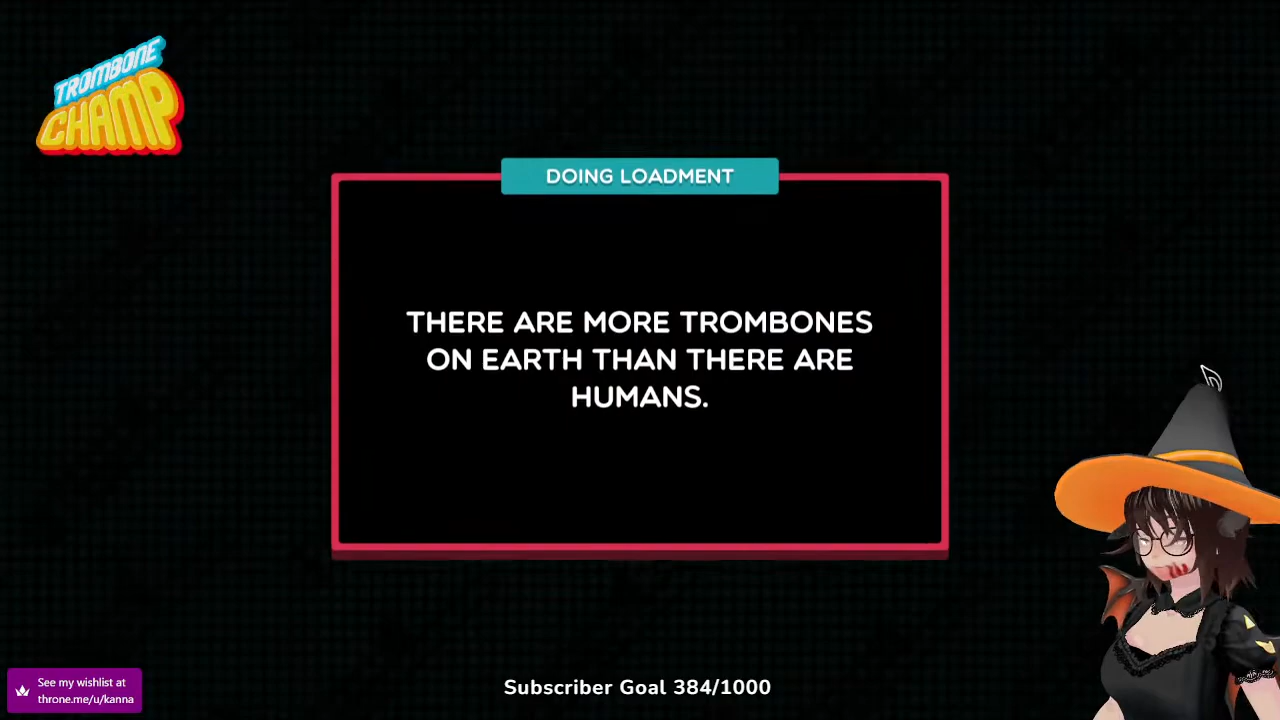 TROMBONE
CHAMP
DOING LOADMENT
THERE ARE MORE TROMBONES
ON EARTH THAN THERE ARE
HUMANS.
See my wishlist at
throne.me/u/kanna
Subscriber Goal 384/1000